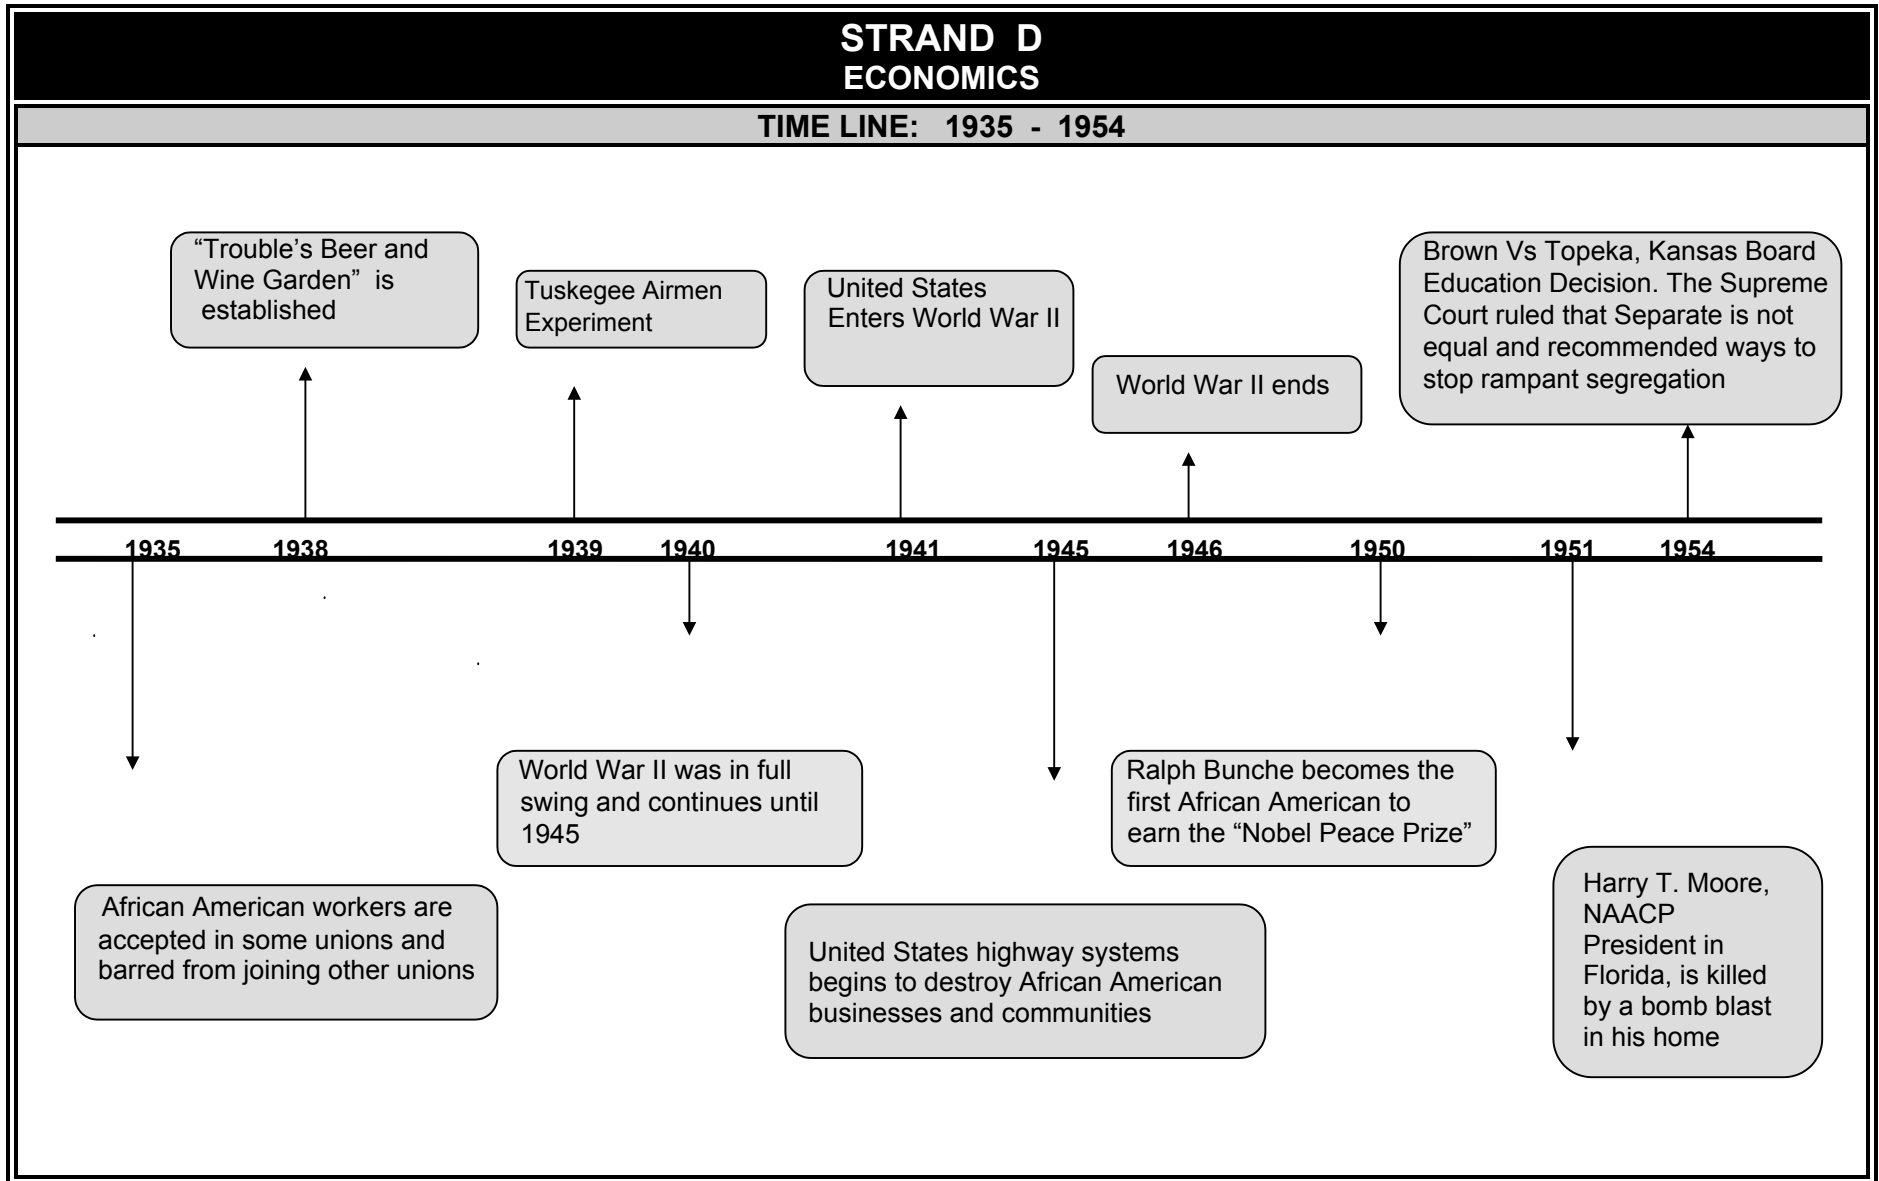 STRAND D
ECONOMICS
TIME LINE: 1935 - 1954
“Trouble’s Beer and
Wine Garden” is
established
Tuskegee Airmen
Experiment
United States
Enters World War II
World War II ends
Brown Vs Topeka, Kansas Board
Education Decision. The Supreme
Court ruled that Separate is not
equal and recommended ways to
stop rampant segregation
1935 1938 1939 1940 1941 1945 1946 1950 1951 1954
African American workers are
accepted in some unions and
barred from joining other unions
World War II was in full
swing and continues until
1945
United States highway systems
begins to destroy African American
businesses and communities
Ralph Bunche becomes the
first African American to
earn the “Nobel Peace Prize”
Harry T. Moore,
NAACP
President in
Florida, is killed
by a bomb blast
in his home